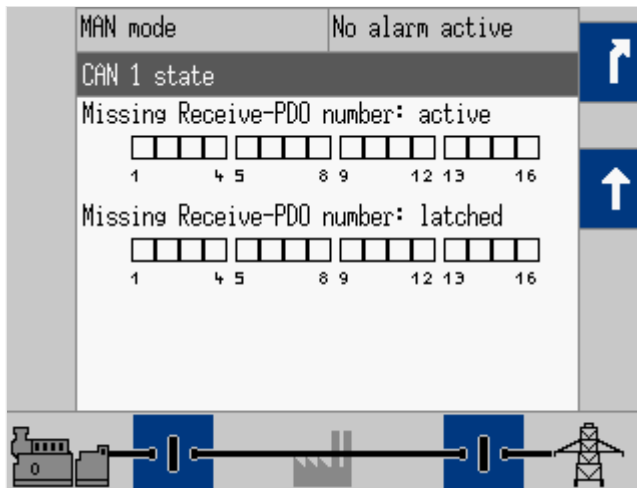 MAN mode No alarm active
CAN 1 state
Missing Receive-PDO number: active
1 4 5 8 9 12 13 16
Missing Receive-PDO number: latched
1 4 5 8 9 12 13 16
0